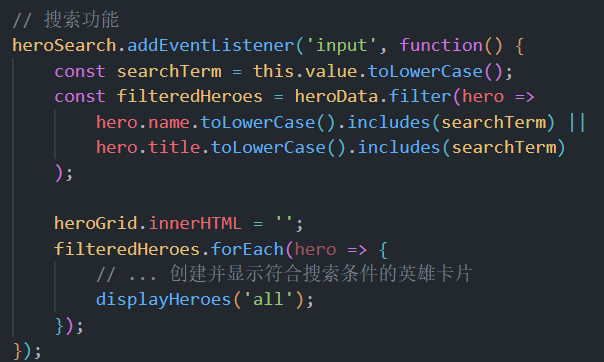 // 搜索功能
heroSearch.addEventListener('input', function() {
    const searchTerm = this.value.toLowerCase();
    const filteredHeroes = heroData.filter(hero =>
        hero.name.toLowerCase().includes(searchTerm) ||
        hero.title.toLowerCase().includes(searchTerm)
    );

    heroGrid.innerHTML = '';
    filteredHeroes.forEach(hero => {
        // ... 创建并显示符合搜索条件的英雄卡片
        displayHeroes('all');
    });
});